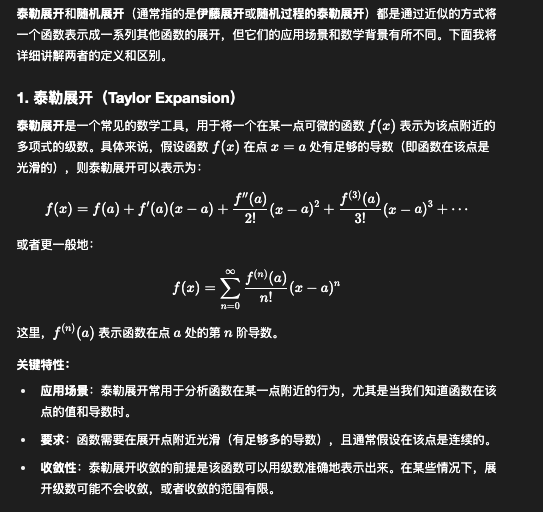 泰勒展开和随机展开（通常指的是伊藤展开或随机过程的泰勒展开）都是通过近似的方式将
一个函数表示成一系列其他函数的展开，但它们的应用场景和数学背景有所不同。下面我将
详细讲解两者的定义和区别。
1. 泰勒展开（Taylor Expansion）
泰勒展开是一个常见的数学工具，用于将一个在某一点可微的函数 f(x) 表示为该点附近的
多项式的级数。具体来说，假设函数 f(x) 在点 x = a 处有足够的导数（即函数在该点是
光滑的），则泰勒展开可以表示为：
f(x) = f(a) + f′(a)(x − a) + f″(a)/2! (x − a)² + f⁽³⁾(a)/3! (x − a)³ + ⋯
或者更一般地：
f(x) = ∑_{n=0}^{∞} f⁽ⁿ⁾(a)/n! (x − a)ⁿ
这里，f⁽ⁿ⁾(a) 表示函数在点 a 处的第 n 阶导数。
关键特性：
• 应用场景：泰勒展开常用于分析函数在某一点附近的行为，尤其是当我们知道函数在该
点的值和导数时。
• 要求：函数需要在展开点附近光滑（有足够多的导数），且通常假设在该点是连续的。
• 收敛性：泰勒展开收敛的前提是该函数可以用级数准确地表示出来。在某些情况下，展
开级数可能不会收敛，或者收敛的范围有限。